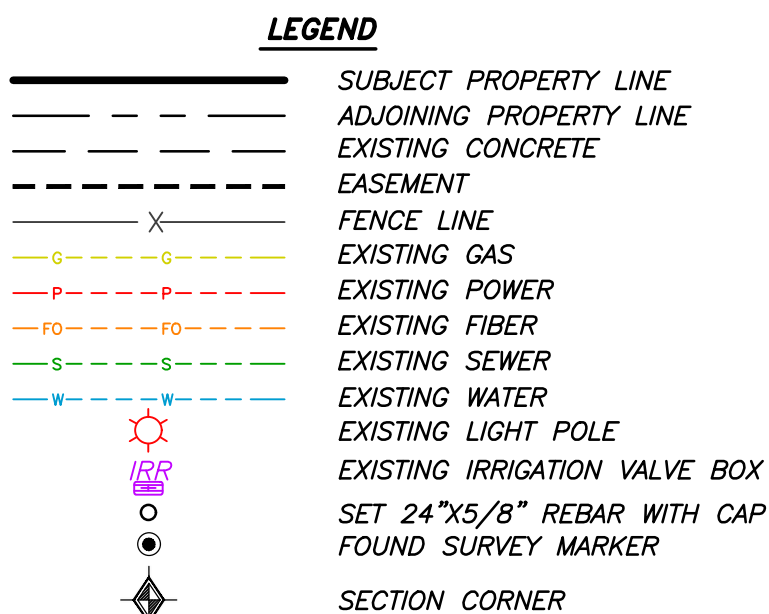 LEGEND
SUBJECT PROPERTY LINE
ADJOINING PROPERTY LINE
EXISTING CONCRETE
EASEMENT
X FENCE LINE
G G EXISTING GAS
P P EXISTING POWER
FO FO EXISTING FIBER
S S EXISTING SEWER
W W EXISTING WATER
EXISTING LIGHT POLE
IRR EXISTING IRRIGATION VALVE BOX
SET 24"X5/8" REBAR WITH CAP
FOUND SURVEY MARKER
SECTION CORNER